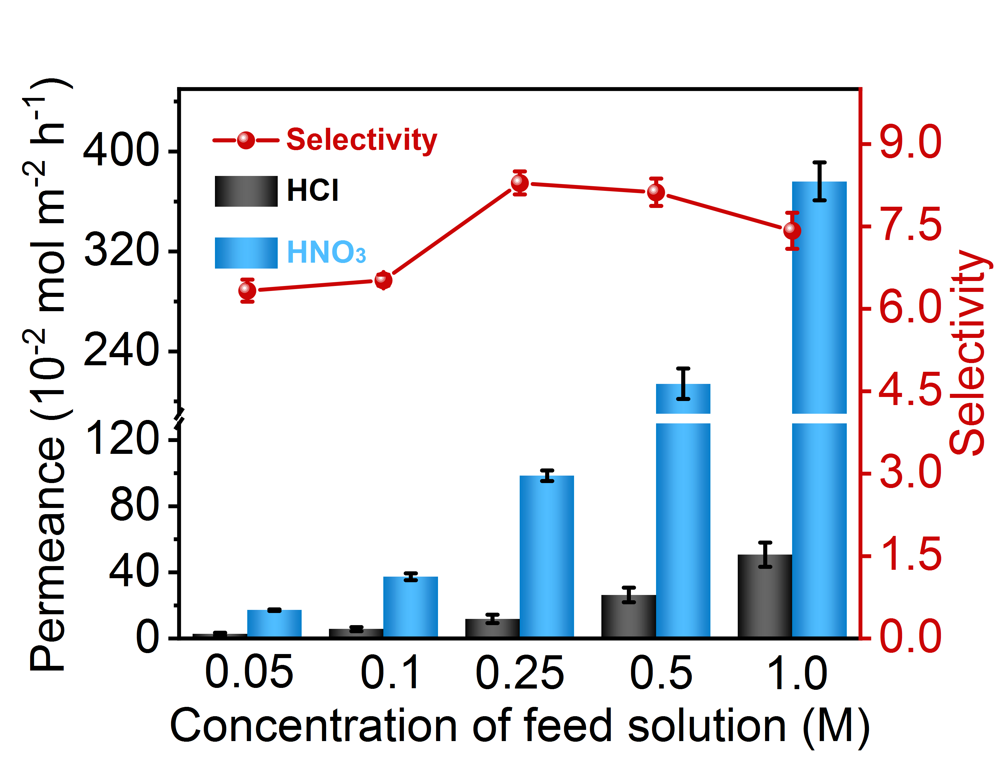 Permeance (10⁻² mol m⁻² h⁻¹)
400
320
240
120
80
40
0
Selectivity
HCl
HNO₃
9.0
7.5
6.0
4.5
3.0
1.5
0.0
Selectivity
0.05 0.1 0.25 0.5 1.0
Concentration of feed solution (M)